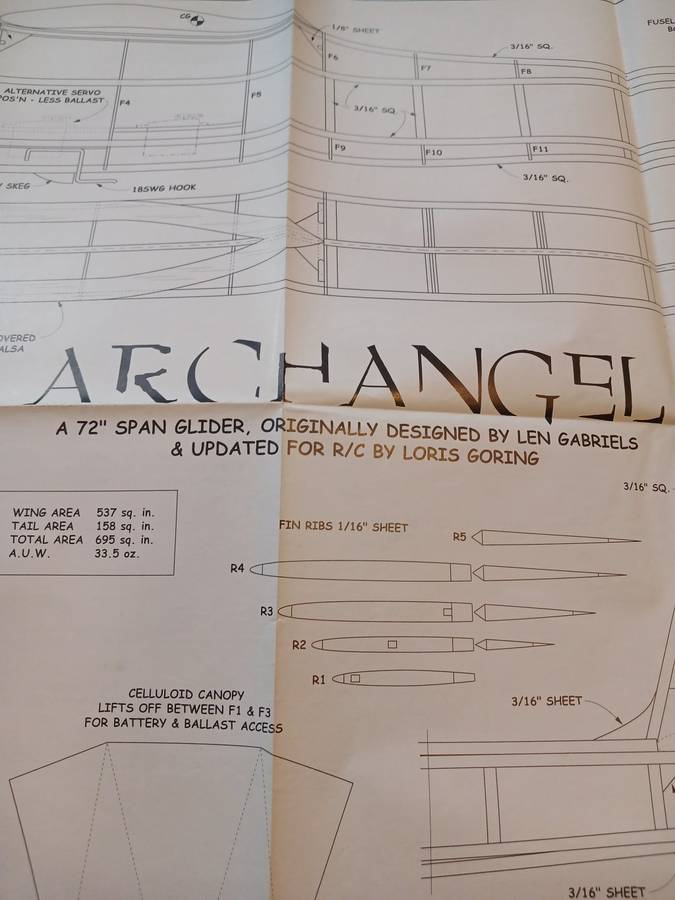 CG
1/8" SHEET
FUSEL
3/16" SQ.
F6
F7
F8
ALTERNATIVE SERVO
POS'N - LESS BALLAST
F4
F5
3/16" SQ.
F9
F10
F11
SKEG
18SWG HOOK
3/16" SQ.
OVERED
ALSA
ARCHANGEL
A 72" SPAN GLIDER, ORIGINALLY DESIGNED BY LEN GABRIELS
& UPDATED FOR R/C BY LORIS GORING
3/16" SQ.
WING AREA 537 sq. in.
TAIL AREA 158 sq. in.
TOTAL AREA 695 sq. in.
A.U.W. 33.5 oz.
FIN RIBS 1/16" SHEET
R5
R4
R3
R2
R1
CELLULOID CANOPY
LIFTS OFF BETWEEN F1 & F3
FOR BATTERY & BALLAST ACCESS
3/16" SHEET
3/16" SHEET